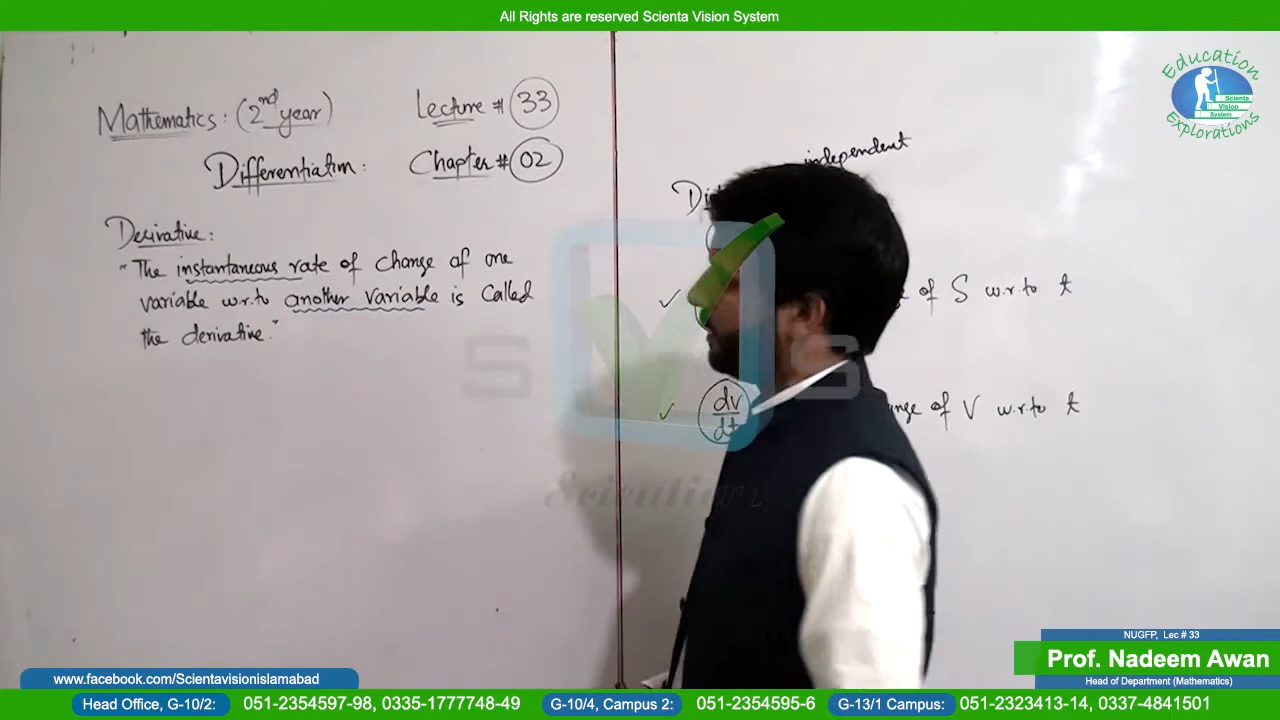 All Rights are reserved Scienta Vision System
Mathematics: (2nd year) Lecture # 33
Differentiation: Chapter # 02
Derivative:
"The instantaneous rate of change of one
variable w.r.to another variable is called
the derivative."
independent
of S w.r.to t
dv
dt
of V w.r.to t
Education
Scienta
Vision
System
Explorations
S V S
NUGFP, Lec # 33
Prof. Nadeem Awan
Head of Department (Mathematics)
www.facebook.com/Scientavisionislamabad
Head Office, G-10/2: 051-2354597-98, 0335-1777748-49 G-10/4, Campus 2: 051-2354595-6 G-13/1 Campus: 051-2323413-14, 0337-4841501